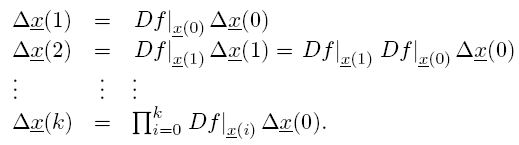 Δx̲(1) = Df|x̲(0) Δx̲(0)
Δx̲(2) = Df|x̲(1) Δx̲(1) = Df|x̲(1) Df|x̲(0) Δx̲(0)
⋮ ⋮ ⋮
Δx̲(k) = ∏ᵏᵢ₌₀ Df|x̲(i) Δx̲(0).